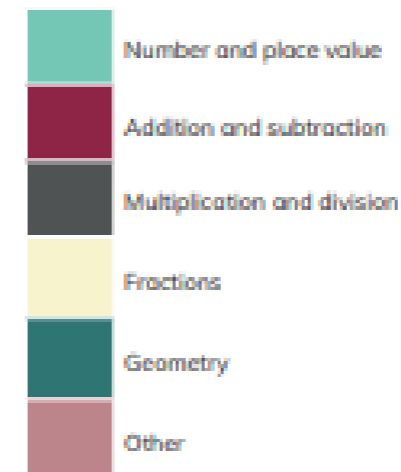 Number and place value
Addition and subtraction
Multiplication and division
Fractions
Geometry
Other